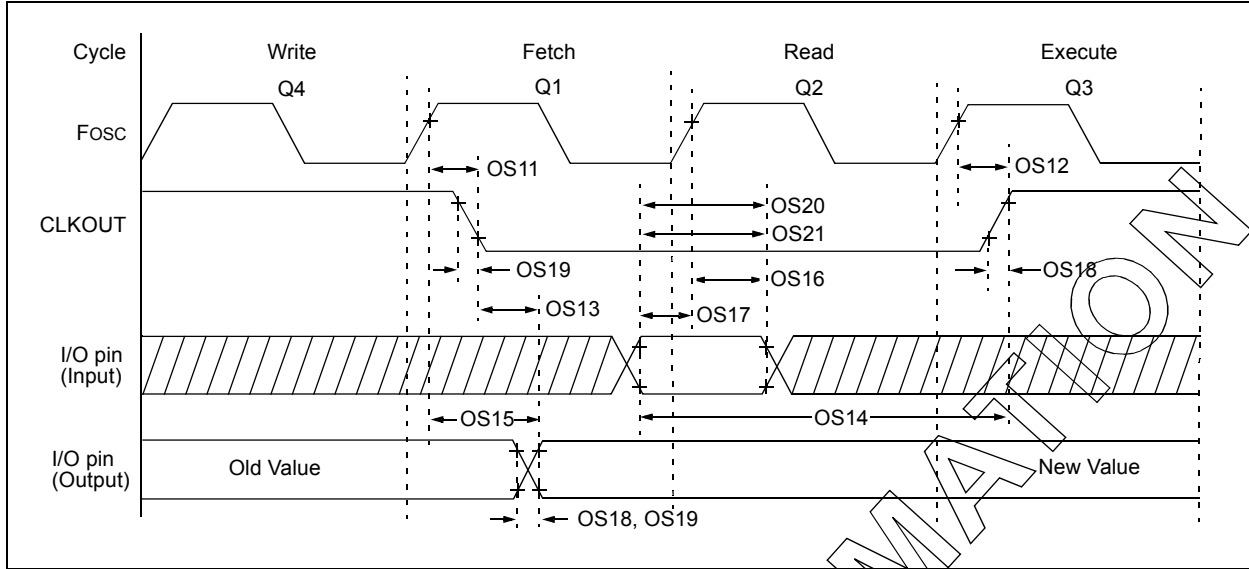 Cycle Write Fetch Read Execute
Q4 Q1 Q2 Q3
FOSC
OS11 OS12
OS20
CLKOUT
OS21
OS19 OS16 OS18
OS13 OS17
I/O pin
(Input)
OS15 OS14
I/O pin
(Output)
Old Value New Value
OS18, OS19
MATION